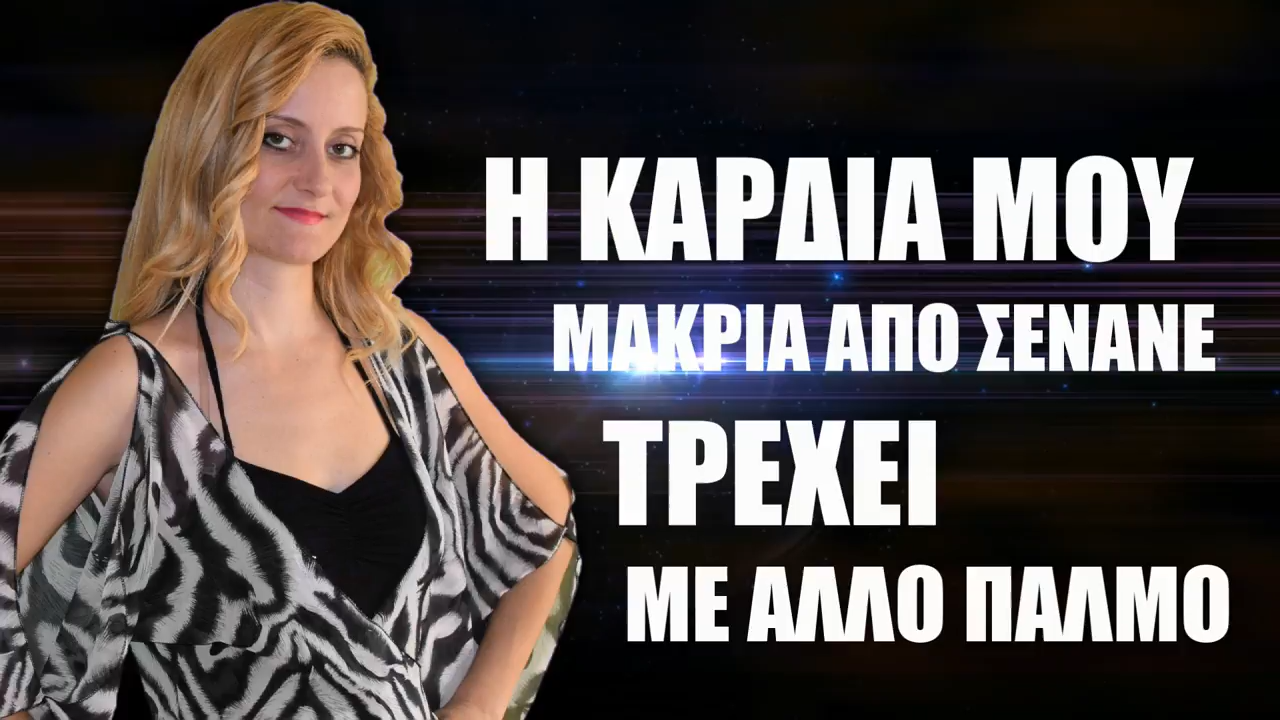 Η ΚΑΡΔΙΑ ΜΟΥ
ΜΑΚΡΙΑ ΑΠΟ ΣΕΝΑΝΕ
ΤΡΕΧΕΙ
ΜΕ ΑΛΛΟ ΠΑΛΜΟ